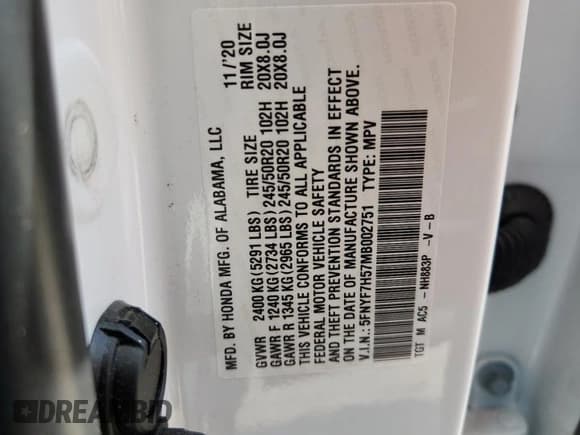 MFD. BY HONDA MFG. OF ALABAMA, LLC 11/'20
GVWR 2400 KG (5291 LBS) TIRE SIZE RIM SIZE
GAWR F 1240 KG (2734 LBS) 245/50R20 102H 20X8.0J
GAWR R 1345 KG (2965 LBS) 245/50R20 102H 20X8.0J
THIS VEHICLE CONFORMS TO ALL APPLICABLE
FEDERAL MOTOR VEHICLE SAFETY
AND THEFT PREVENTION STANDARDS IN EFFECT
ON THE DATE OF MANUFACTURE SHOWN ABOVE.
V.I.N.: 5FNYF7H57MB002751 TYPE: MPV
TGT M AC5 - NH883P -V - B
DREAMBID